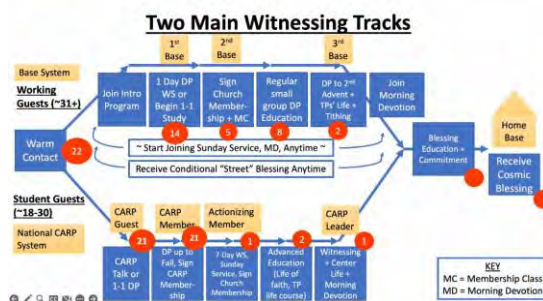 Two Main Witnessing Tracks
1st
Base
2nd
Base
3rd
Base
Base System
Working
Guests (~31+)
Join Intro
Program
1 Day DP
WS or
Begin 1-1
Study
14
Sign
Church
Member-
ship + MC
5
Regular
small
group DP
Education
8
DP to 2nd
Advent +
TPs' Life +
Tithing
2
Join
Morning
Devotion
~ Start Joining Sunday Service, MD, Anytime ~
Receive Conditional "Street" Blessing Anytime
Warm
Contact
22
Blessing
Education +
Commitment
Home
Base
Receive
Cosmic
Blessing
Student Guests
(~18-30)
National CARP
System
CARP
Guest
21
CARP
Member
21
Actionizing
Member
1
2
CARP
Leader
1
CARP
Talk or
1-1 DP
DP up to
Fall, Sign
CARP Member-
ship
7 Day WS,
Sunday
Service, Sign
Church Membership
Advanced
Education (Life
of faith, TP
life course)
Witnessing +
Center
Life +
Morning
Devotion
KEY
MC = Membership Class
MD = Morning Devotion